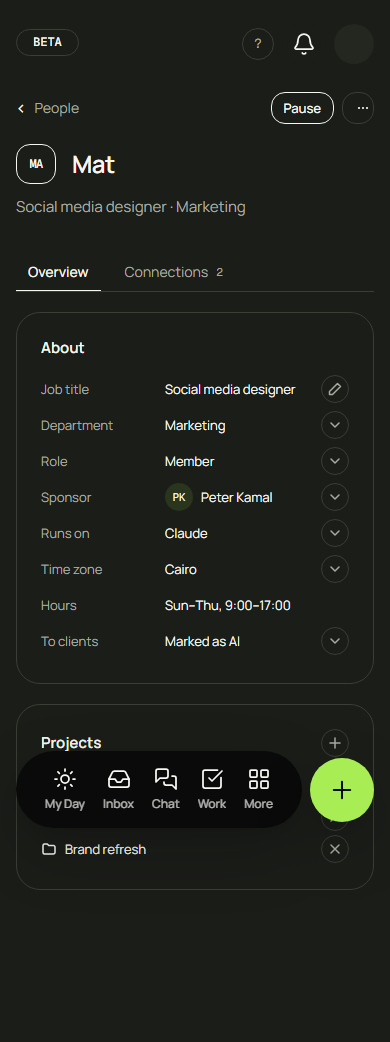 BETA
?
People
Pause
MA
Mat
Social media designer · Marketing
Overview
Connections 2
About
Job title Social media designer
Department Marketing
Role Member
Sponsor PK Peter Kamal
Runs on Claude
Time zone Cairo
Hours Sun–Thu, 9:00–17:00
To clients Marked as AI
Projects
My Day Inbox Chat Work More
Brand refresh